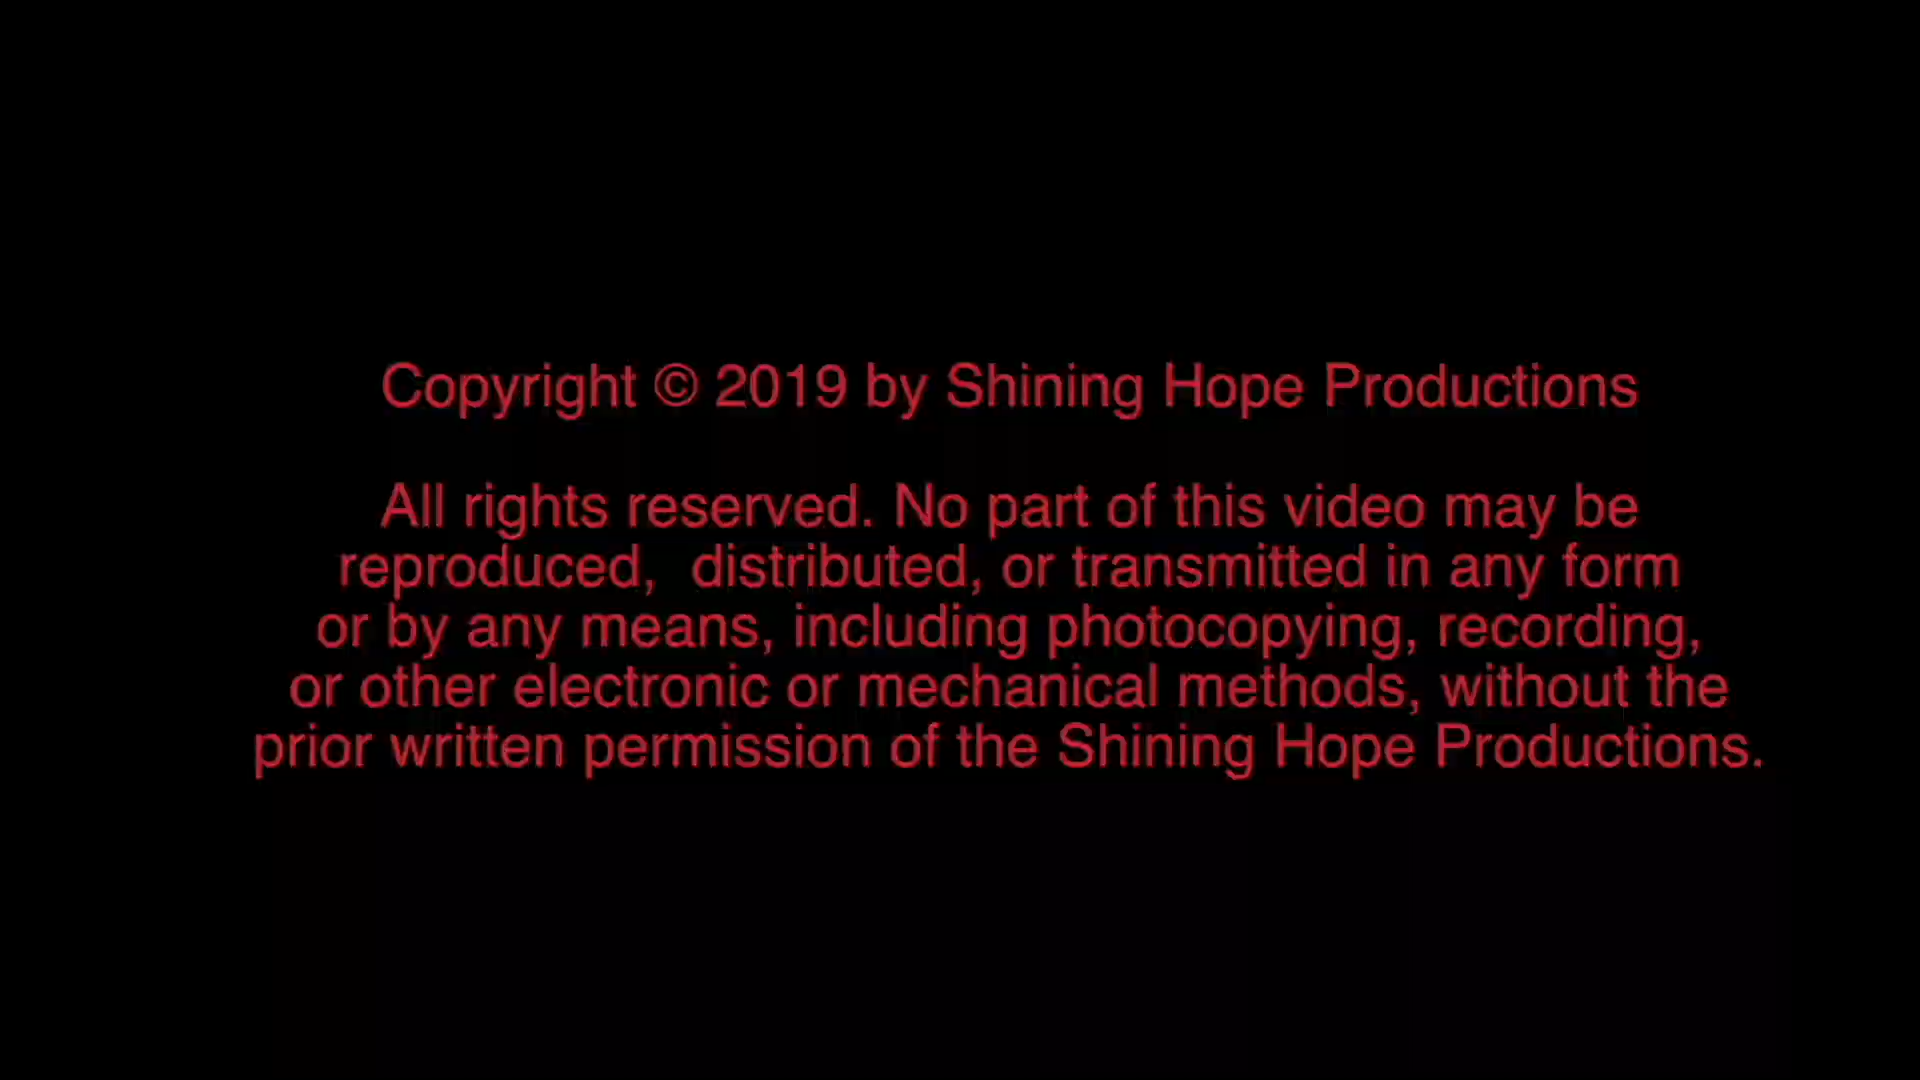 Copyright © 2019 by Shining Hope Productions
All rights reserved. No part of this video may be
reproduced,  distributed, or transmitted in any form
or by any means, including photocopying, recording,
or other electronic or mechanical methods, without the
prior written permission of the Shining Hope Productions.